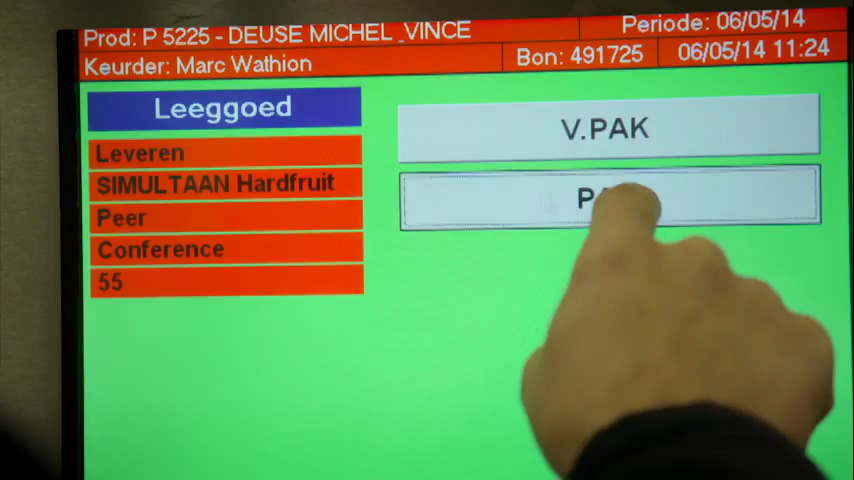 Prod: P 5225 - DEUSE MICHEL _VINCE
Periode: 06/05/14
Keurder: Marc Wathion
Bon: 491725
06/05/14 11:24
Leeggoed
Leveren
SIMULTAAN Hardfruit
Peer
Conference
55
V.PAK